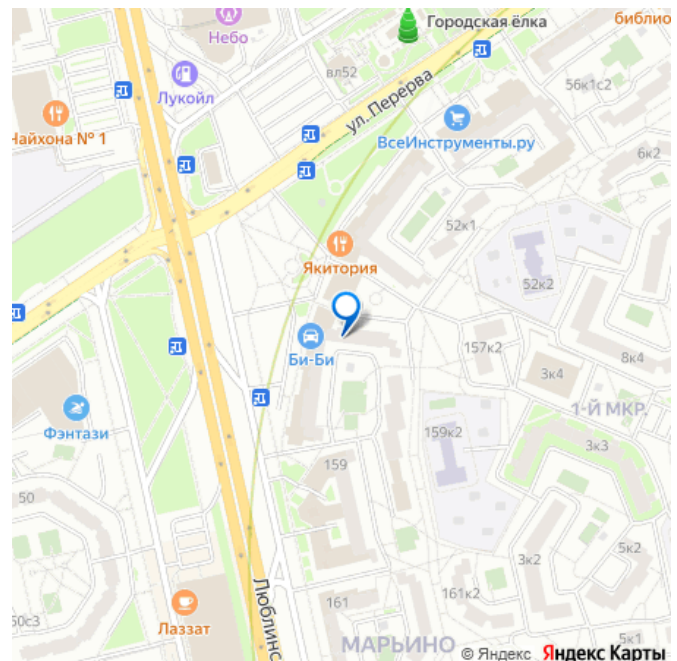 Городская ёлка
библио
Небо
вл52
Лукойл
56к1с2
ул. Перерва
Чайхона № 1
ВсеИнструменты.ру
6к2
52к1
Якитория
52к2
Би-Би
157к2
8к4
3к4
1-Й МКР.
Фэнтази
159к2
3к3
159
50
5к2
3к2
161к2
Люблинс
161
50с3
Лаззат
МАРЬИНО
5к1
© Яндекс Яндекс Карты